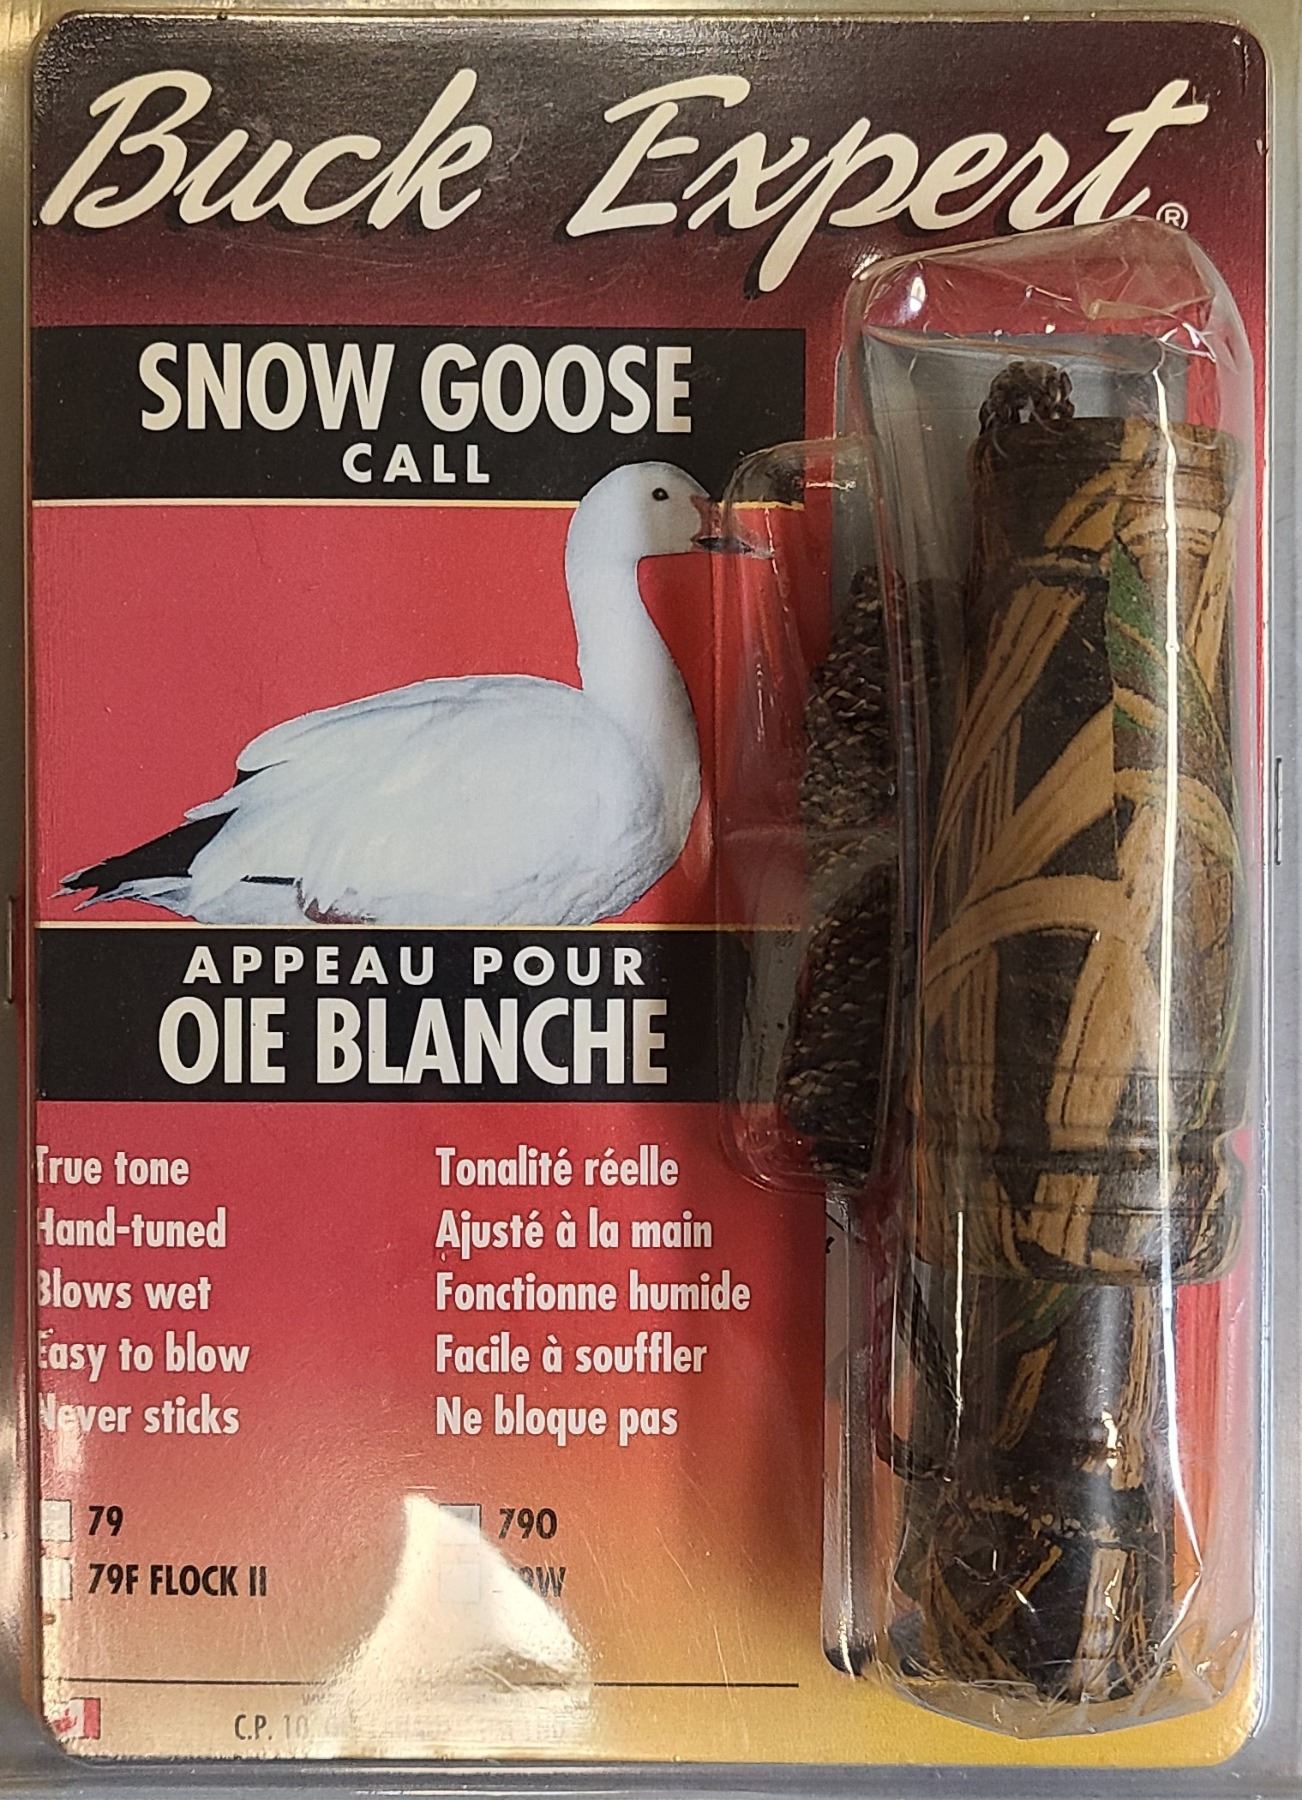 Buck Expert®
SNOW GOOSE
CALL
APPEAU POUR
OIE BLANCHE
True tone
Hand-tuned
Blows wet
Easy to blow
Never sticks
Tonalité réelle
Ajusté à la main
Fonctionne humide
Facile à souffler
Ne bloque pas
79
79F FLOCK II
790
C.P.